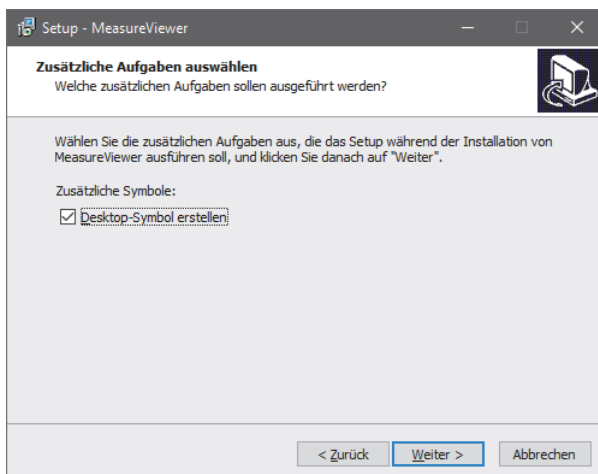 Setup - MeasureViewer
Zusätzliche Aufgaben auswählen
Welche zusätzlichen Aufgaben sollen ausgeführt werden?
Wählen Sie die zusätzlichen Aufgaben aus, die das Setup während der Installation von
MeasureViewer ausführen soll, und klicken Sie danach auf "Weiter".
Zusätzliche Symbole:
Desktop-Symbol erstellen
< Zurück Weiter > Abbrechen